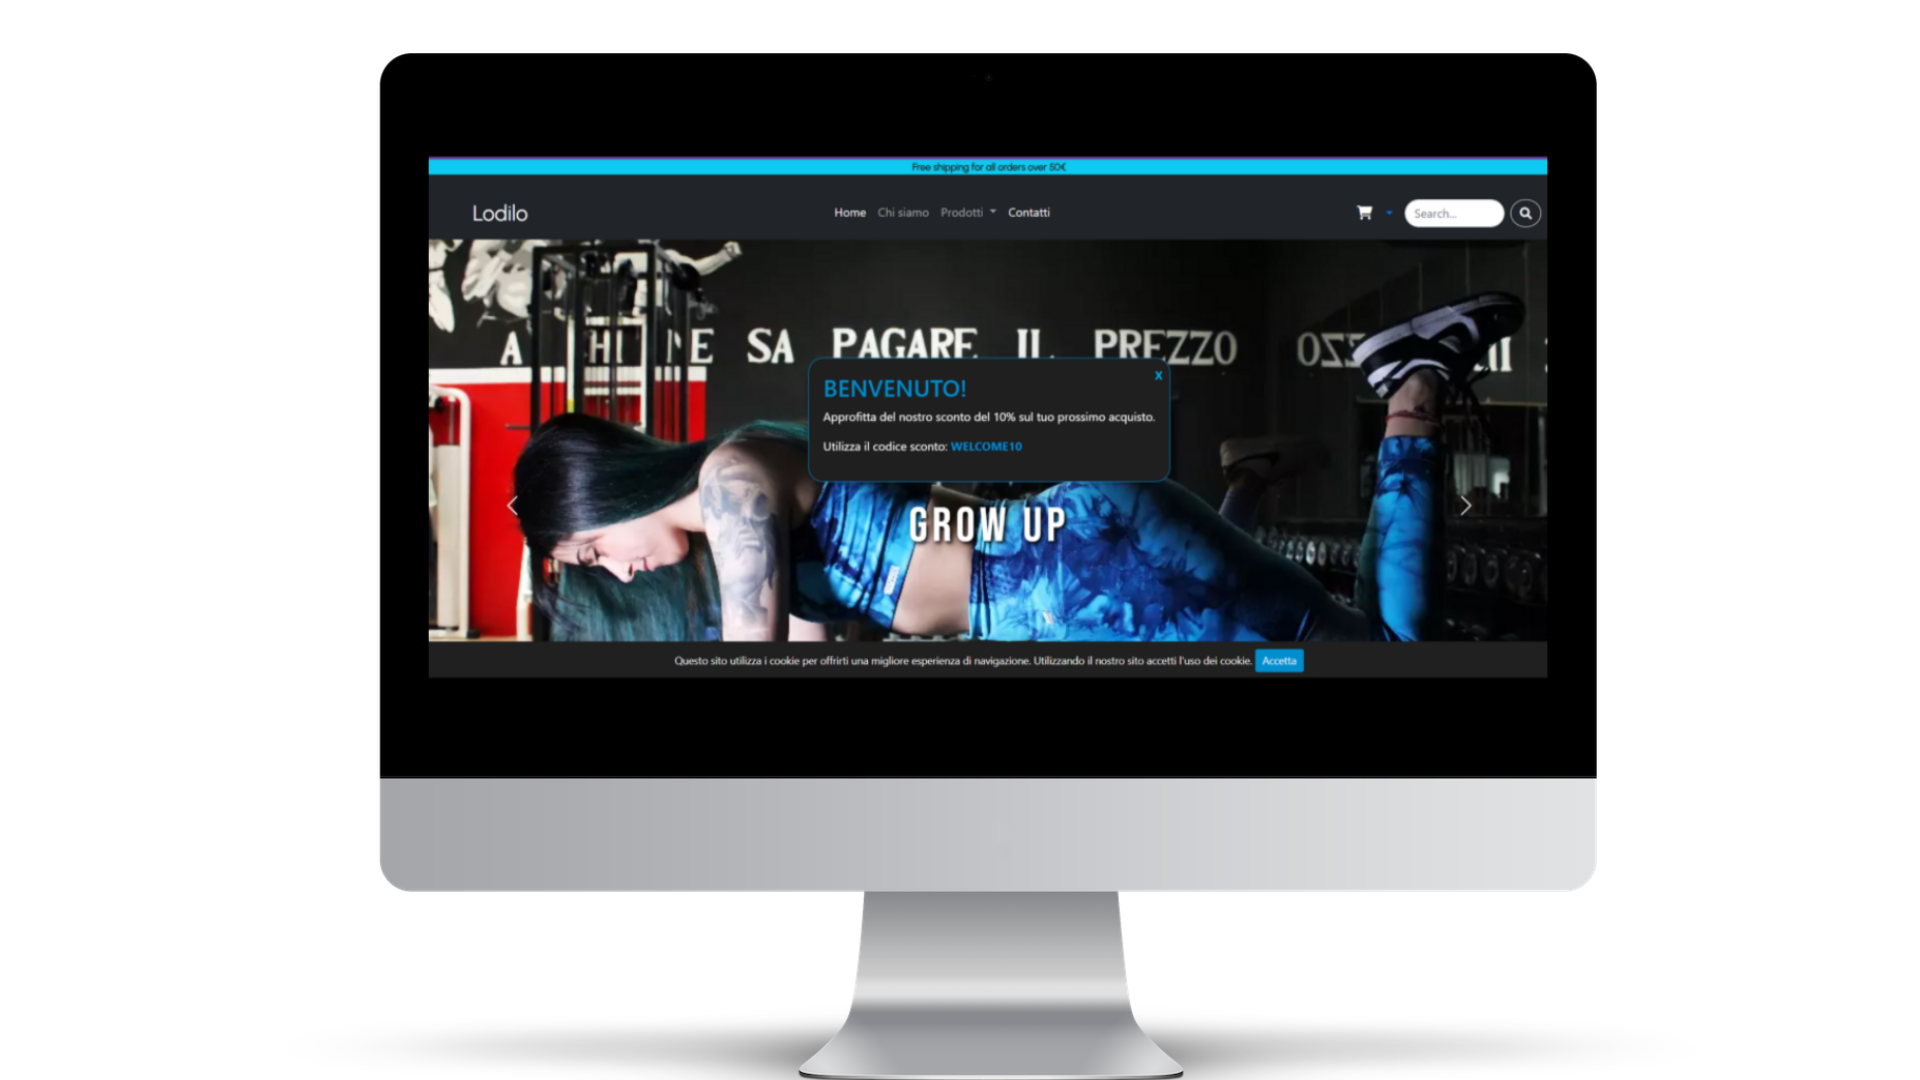 Free shipping for all orders over 50€
Lodilo
Home Chi siamo Prodotti Contatti
Search...
A CHI NE SA PAGARE IL PREZZO
BENVENUTO!
X
Approfitta del nostro sconto del 10% sul tuo prossimo acquisto.
Utilizza il codice sconto: WELCOME10
GROW UP
Questo sito utilizza i cookie per offrirti una migliore esperienza di navigazione. Utilizzando il nostro sito accetti l'uso dei cookie. Accetta